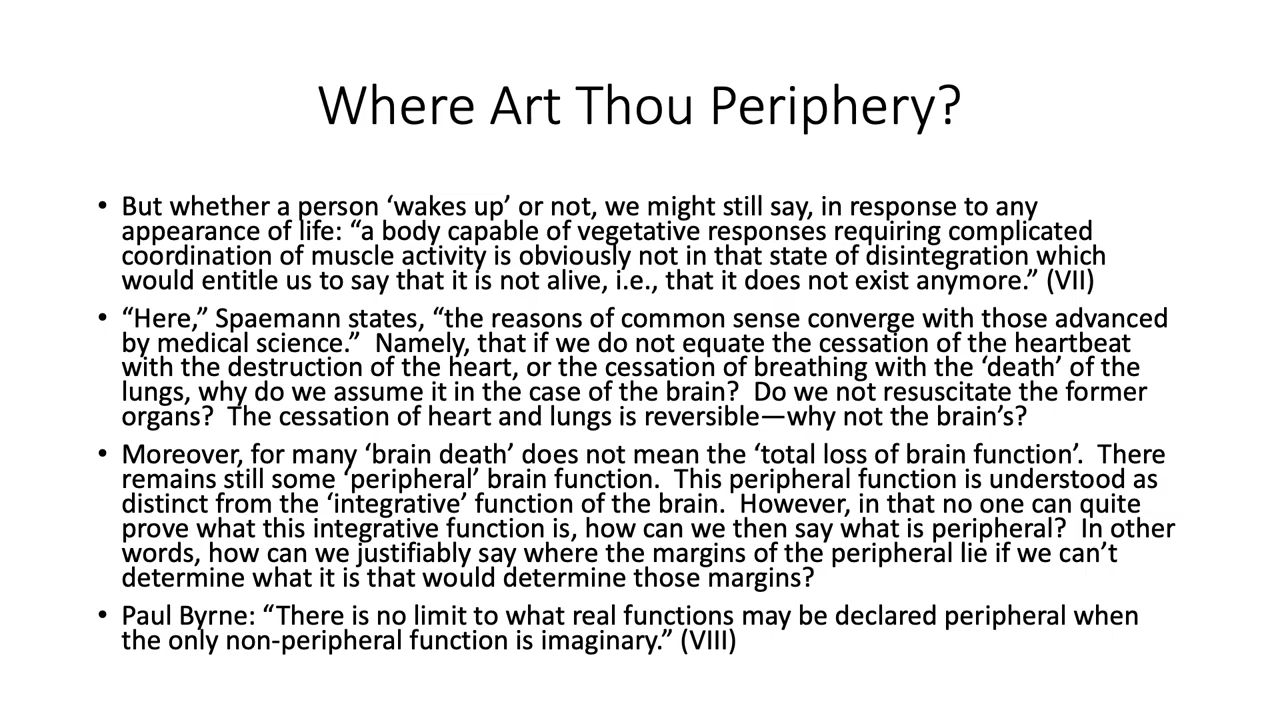 Where Art Thou Periphery?
• But whether a person ‘wakes up’ or not, we might still say, in response to any
appearance of life: “a body capable of vegetative responses requiring complicated
coordination of muscle activity is obviously not in that state of disintegration which
would entitle us to say that it is not alive, i.e., that it does not exist anymore.” (VII)
• “Here,” Spaemann states, “the reasons of common sense converge with those advanced
by medical science.”  Namely, that if we do not equate the cessation of the heartbeat
with the destruction of the heart, or the cessation of breathing with the ‘death’ of the
lungs, why do we assume it in the case of the brain?  Do we not resuscitate the former
organs?  The cessation of heart and lungs is reversible—why not the brain’s?
• Moreover, for many ‘brain death’ does not mean the ‘total loss of brain function’.  There
remains still some ‘peripheral’ brain function.  This peripheral function is understood as
distinct from the ‘integrative’ function of the brain.  However, in that no one can quite
prove what this integrative function is, how can we then say what is peripheral?  In other
words, how can we justifiably say where the margins of the peripheral lie if we can’t
determine what it is that would determine those margins?
• Paul Byrne: “There is no limit to what real functions may be declared peripheral when
the only non-peripheral function is imaginary.” (VIII)